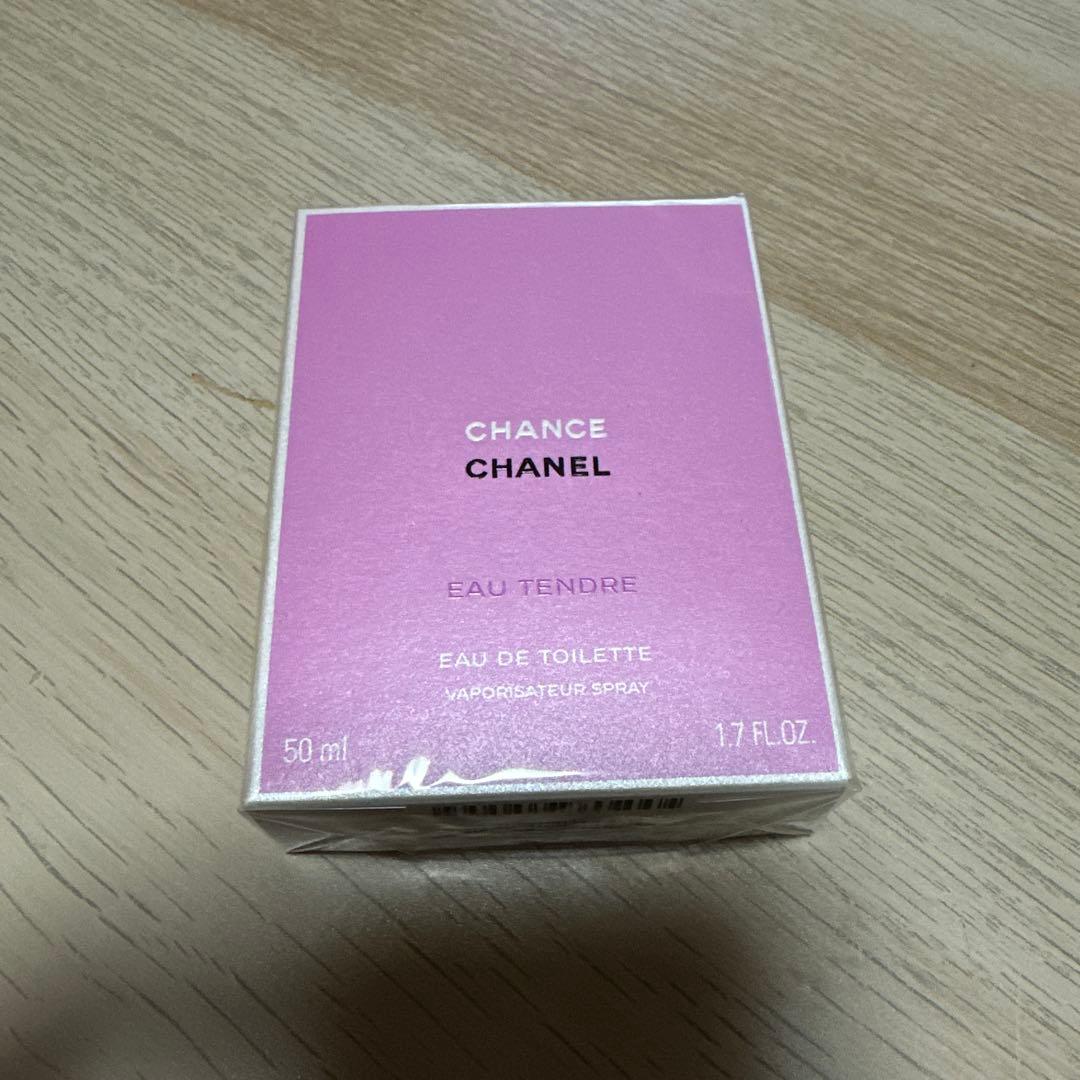 CHANCE
CHANEL
EAU TENDRE
EAU DE TOILETTE
VAPORISATEUR SPRAY
50 ml
1.7 FL.OZ.